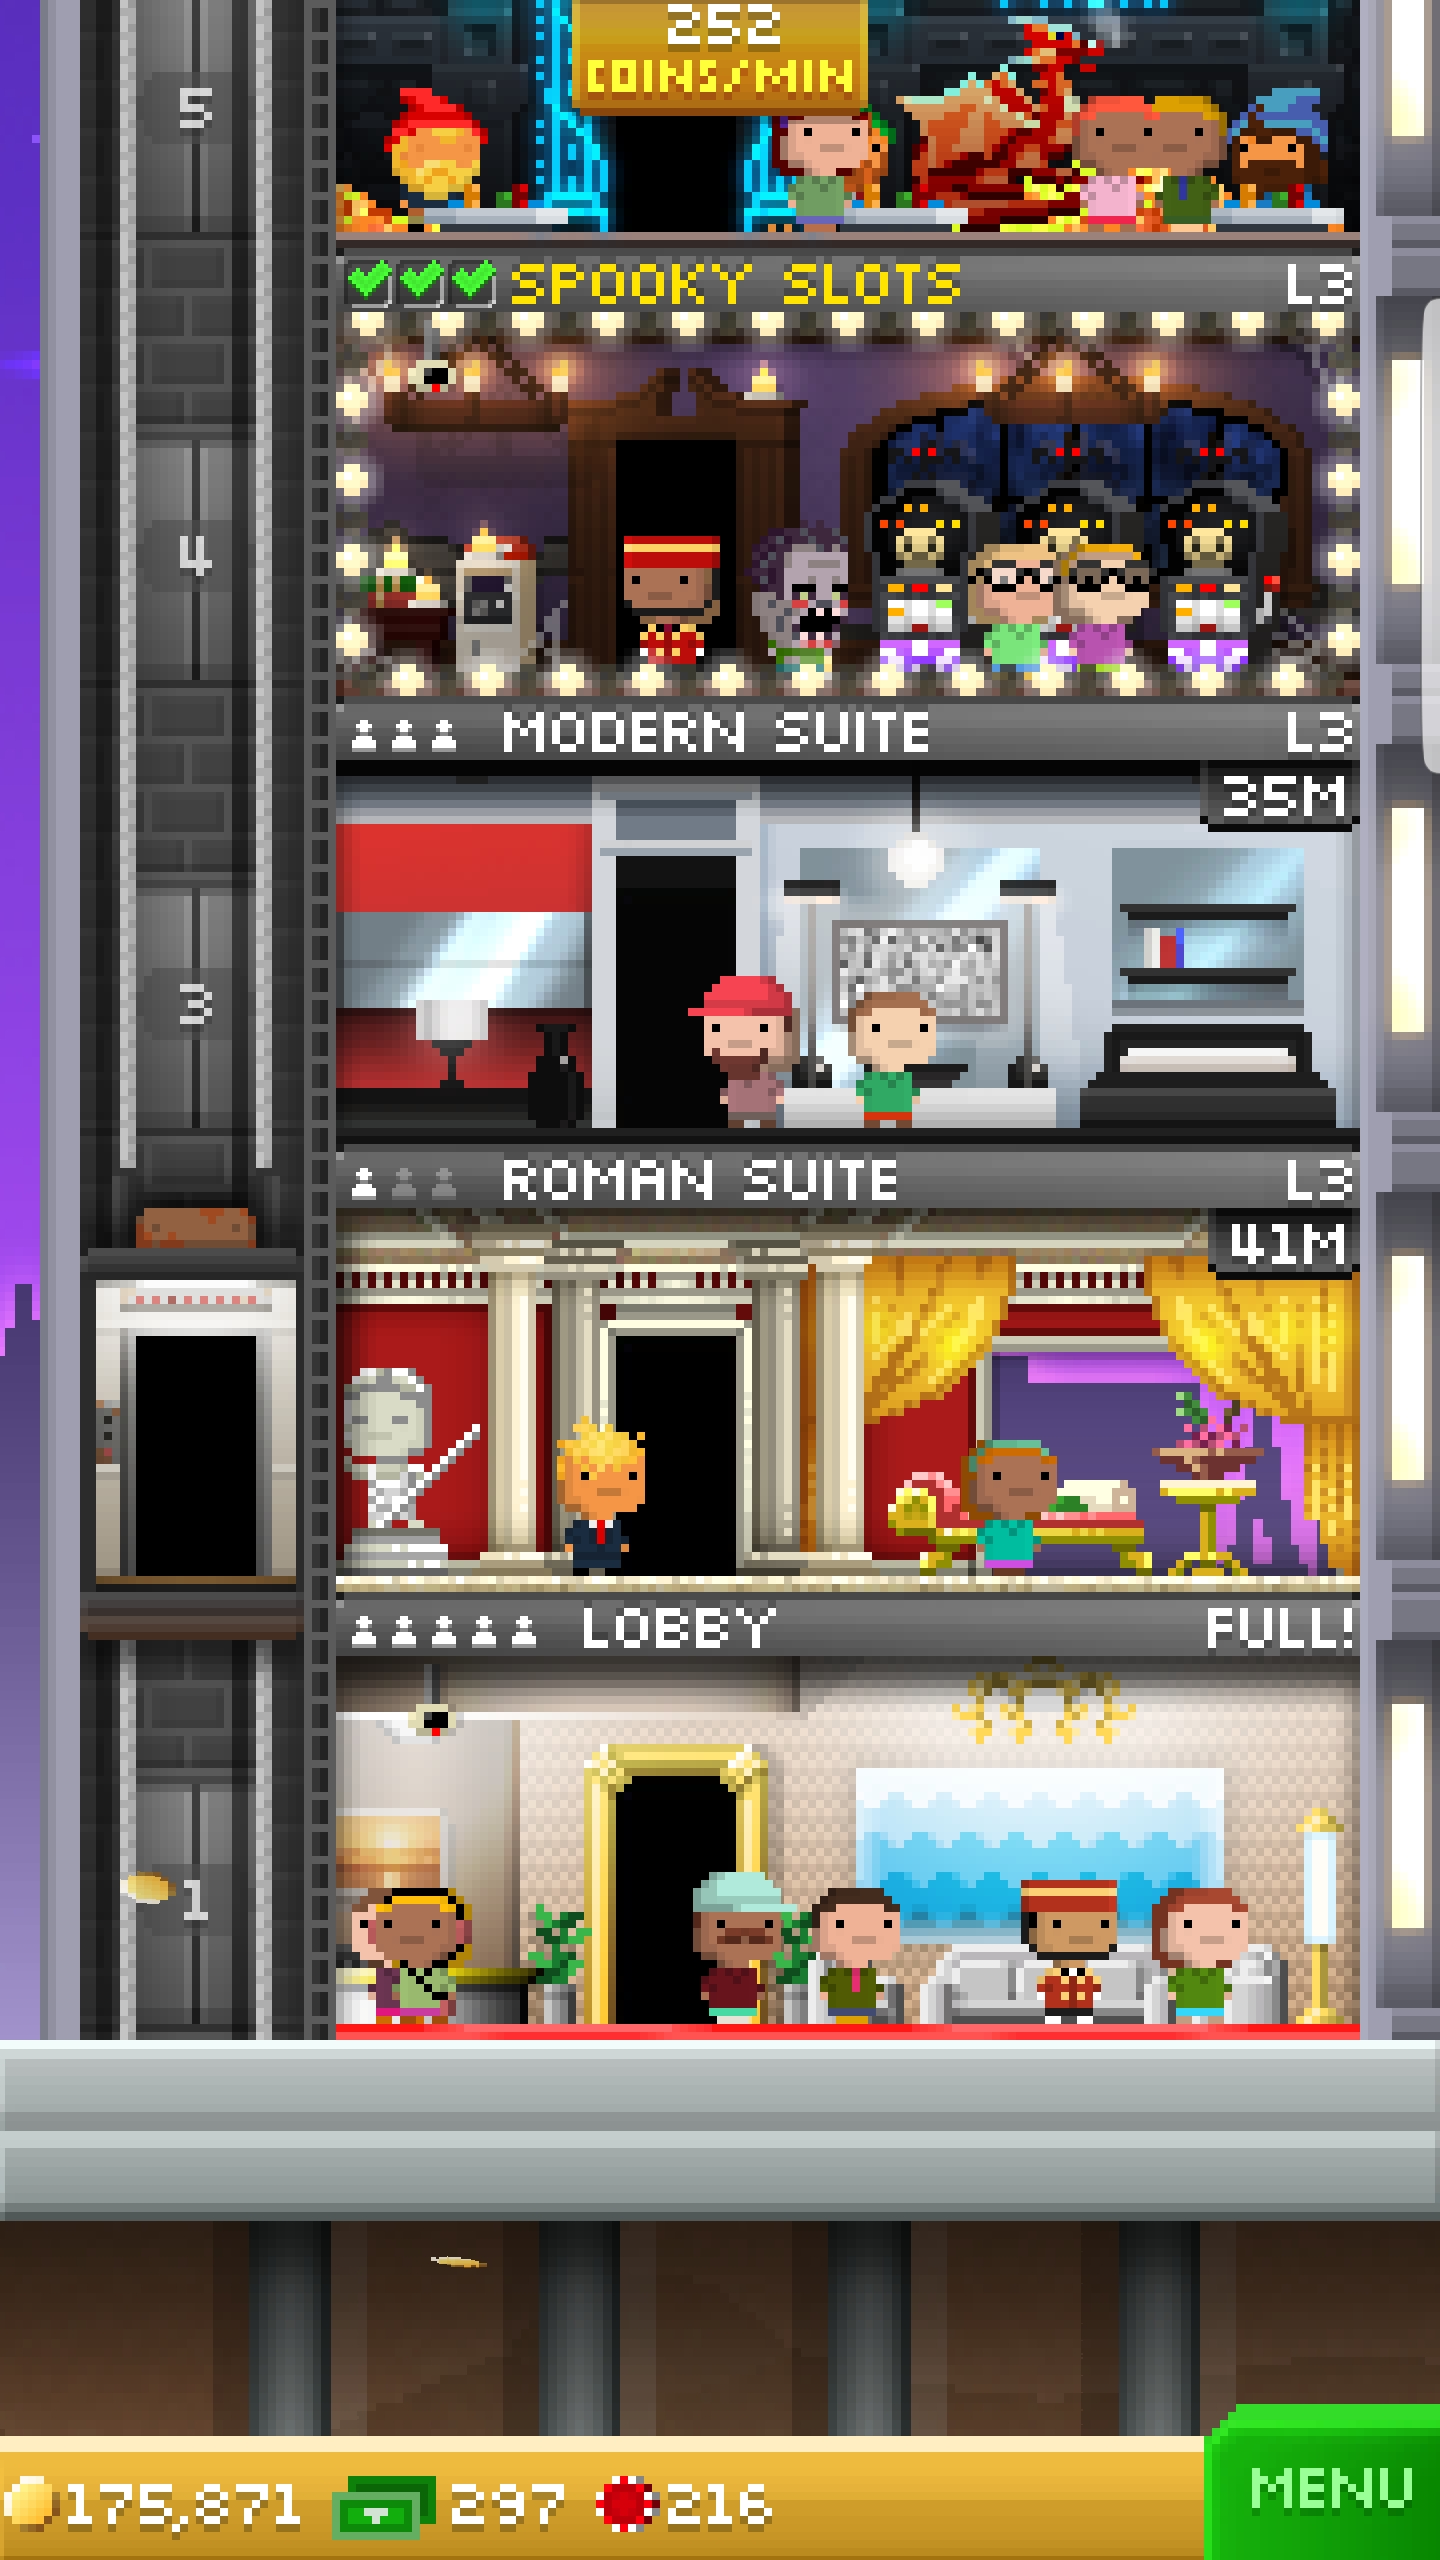 252
COINS/MIN
5
SPOOKY SLOTS L3
4
MODERN SUITE L3
35M
3
ROMAN SUITE L3
41M
LOBBY FULL!
1
175,871 297 216
MENU